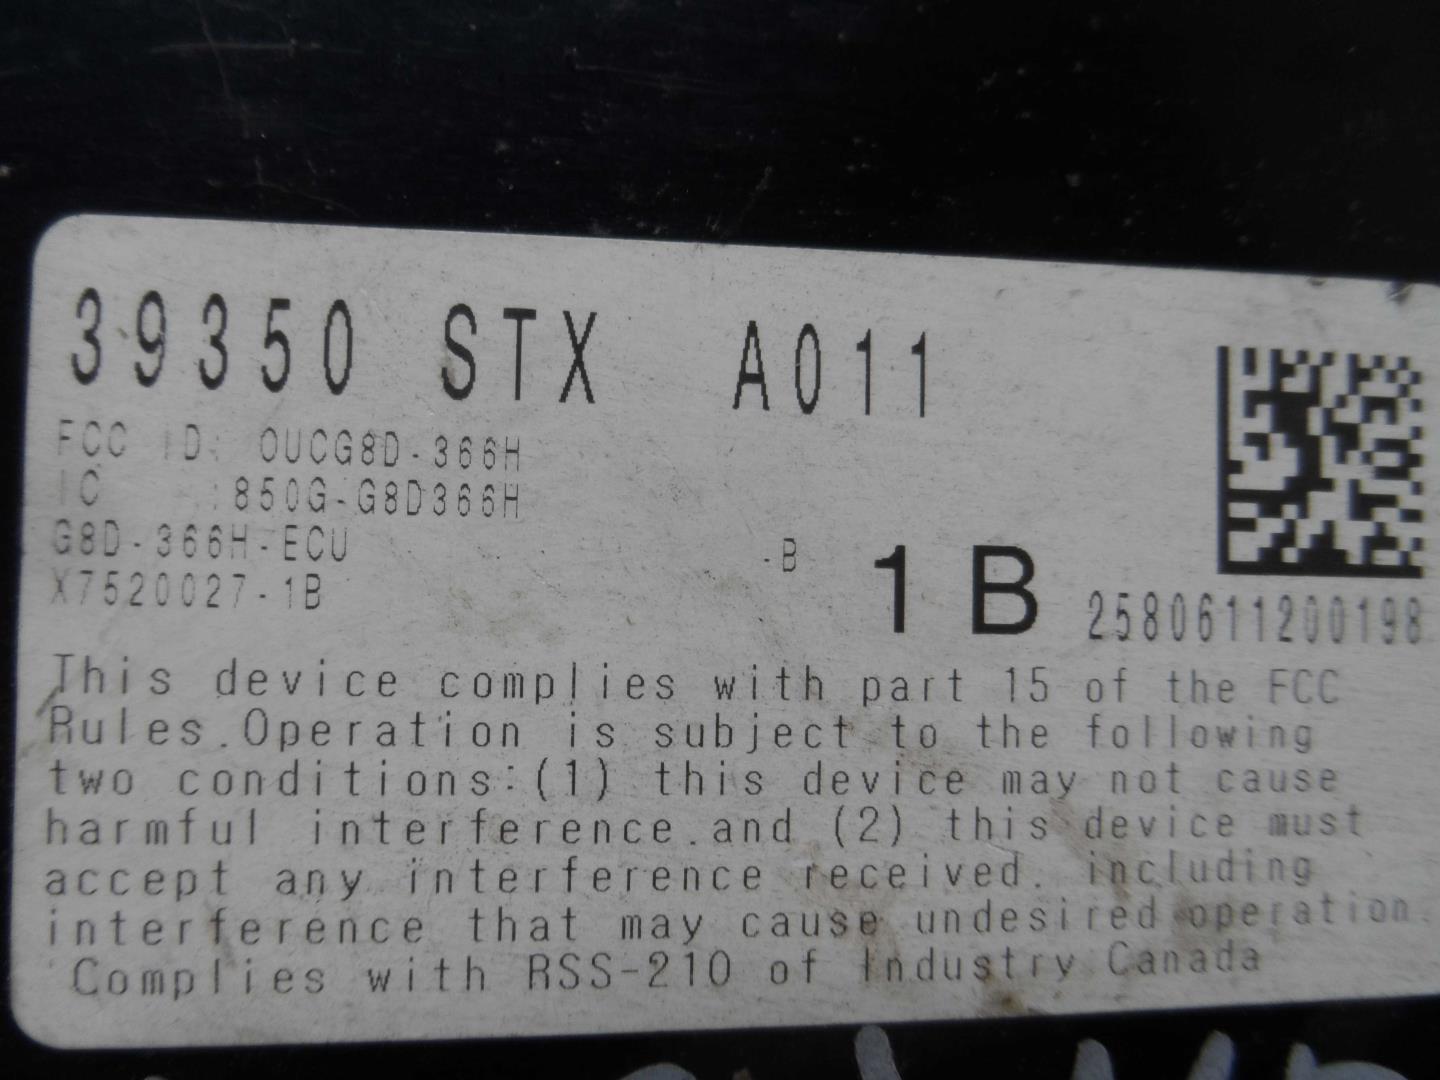 39350 STX A011
FCC ID: OUCG8D-366H
IC :850G-G8D366H
G8D-366H-ECU
X7520027-1B
-B 1B 2580611200198
This device complies with part 15 of the FCC
Rules.Operation is subject to the following
two conditions:(1) this device may not cause
harmful interference.and (2) this device must
accept any interference received. including
interference that may cause undesired operation.
Complies with RSS-210 of Industry Canada